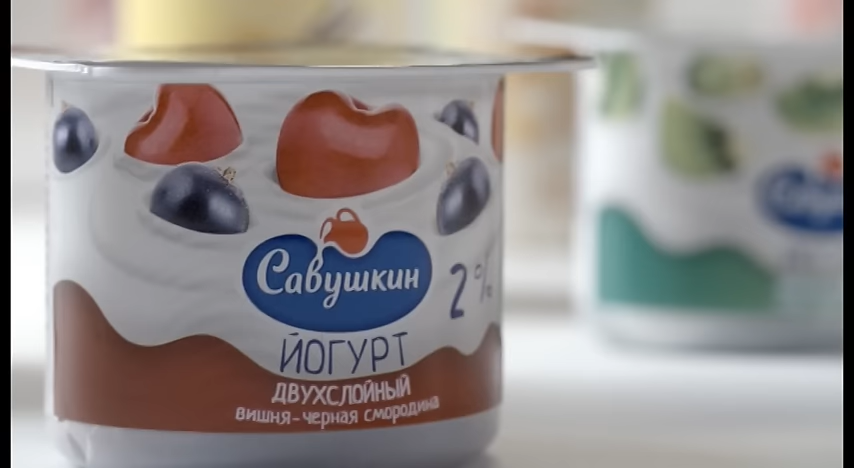 Савушкин
2%
ЙОГУРТ
ДВУХСЛОЙНЫЙ
вишня-черная смородина